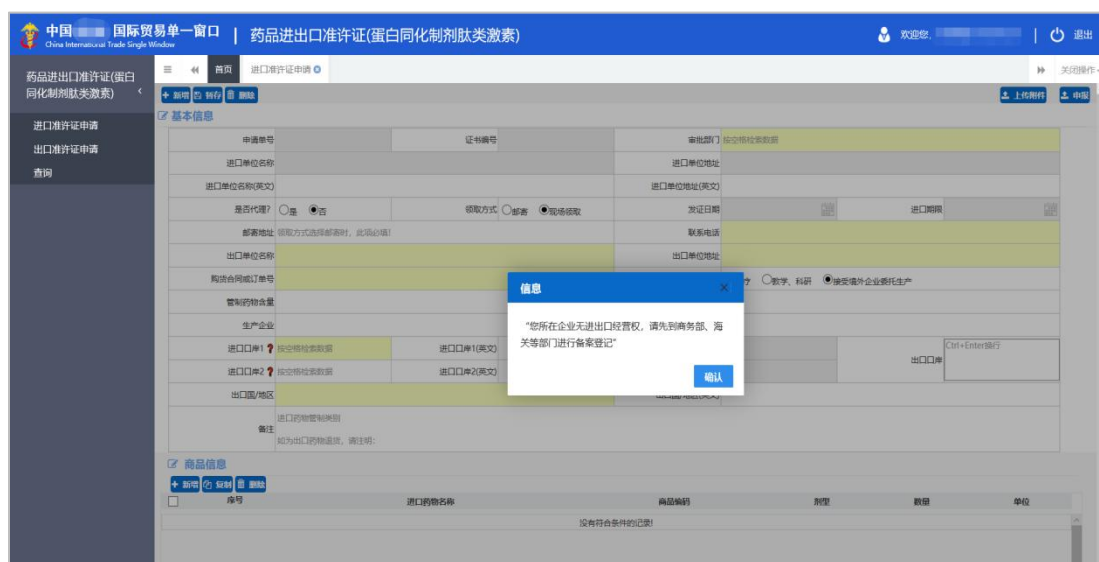 中国 国际贸易单一窗口 | 药品进出口准许证(蛋白同化制剂肽类激素) 欢迎您, | 退出
China International Trade Single Window
药品进出口准许证(蛋白同化制剂肽类激素) 首页 进口准许证申请 关闭操作
进口准许证申请
出口准许证申请
查询
新增 暂存 删除 上传附件 申报
基本信息
申请单号 证书编号 审批部门 按空格检索数据
进口单位名称 进口单位地址
进口单位名称(英文) 进口单位地址(英文)
是否代理? 是 否 领取方式 邮寄 现场领取 发证日期 进口期限
邮寄地址 领取方式选择邮寄时，此项必填! 联系电话
出口单位名称 出口单位地址
购货合同或订单号 教学、科研 接受境外企业委托生产
管制药物含量
生产企业
进口口岸1 ? 按空格检索数据 进口口岸1(英文) 出口口岸 Ctrl+Enter换行
进口口岸2 ? 按空格检索数据 进口口岸2(英文)
出口国/地区 出口国/地区(英文)
备注 进口药物管制类别
如为出口药物退货，请注明:
信息 ×
“您所在企业无进出口经营权，请先到商务部、海
关等部门进行备案登记”
确认
商品信息
新增 复制 删除
序号 进口药物名称 商品编码 剂型 数量 单位
没有符合条件的记录!